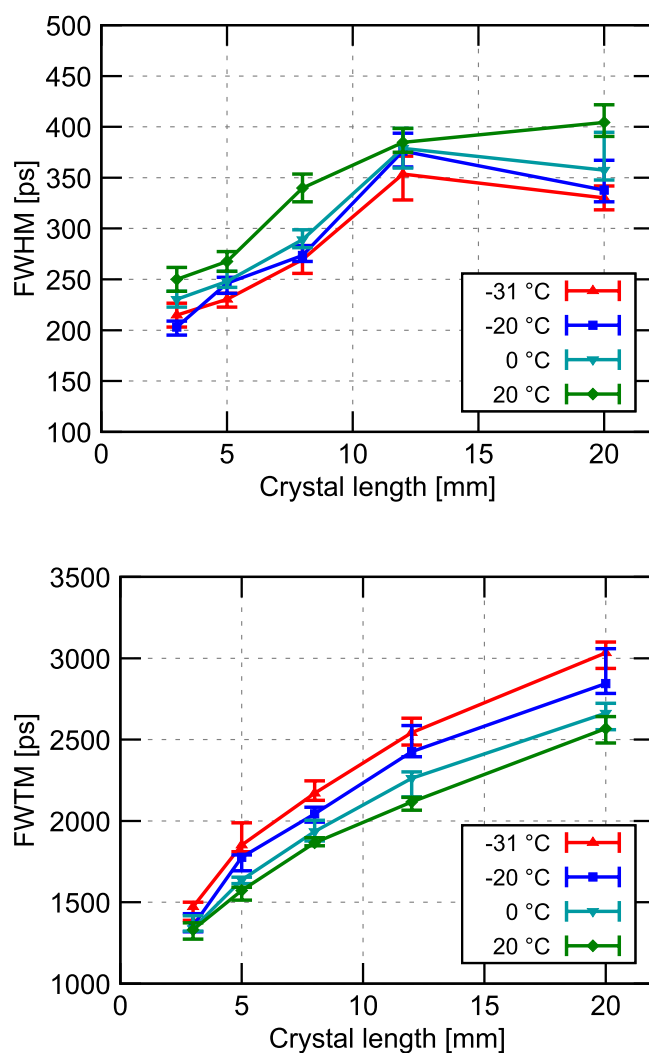 500
450
400
350
300
250
200
150
100
FWHM [ps]
-31 °C
-20 °C
0 °C
20 °C
0 5 10 15 20
Crystal length [mm]
3500
3000
2500
2000
1500
1000
FWTM [ps]
-31 °C
-20 °C
0 °C
20 °C
0 5 10 15 20
Crystal length [mm]